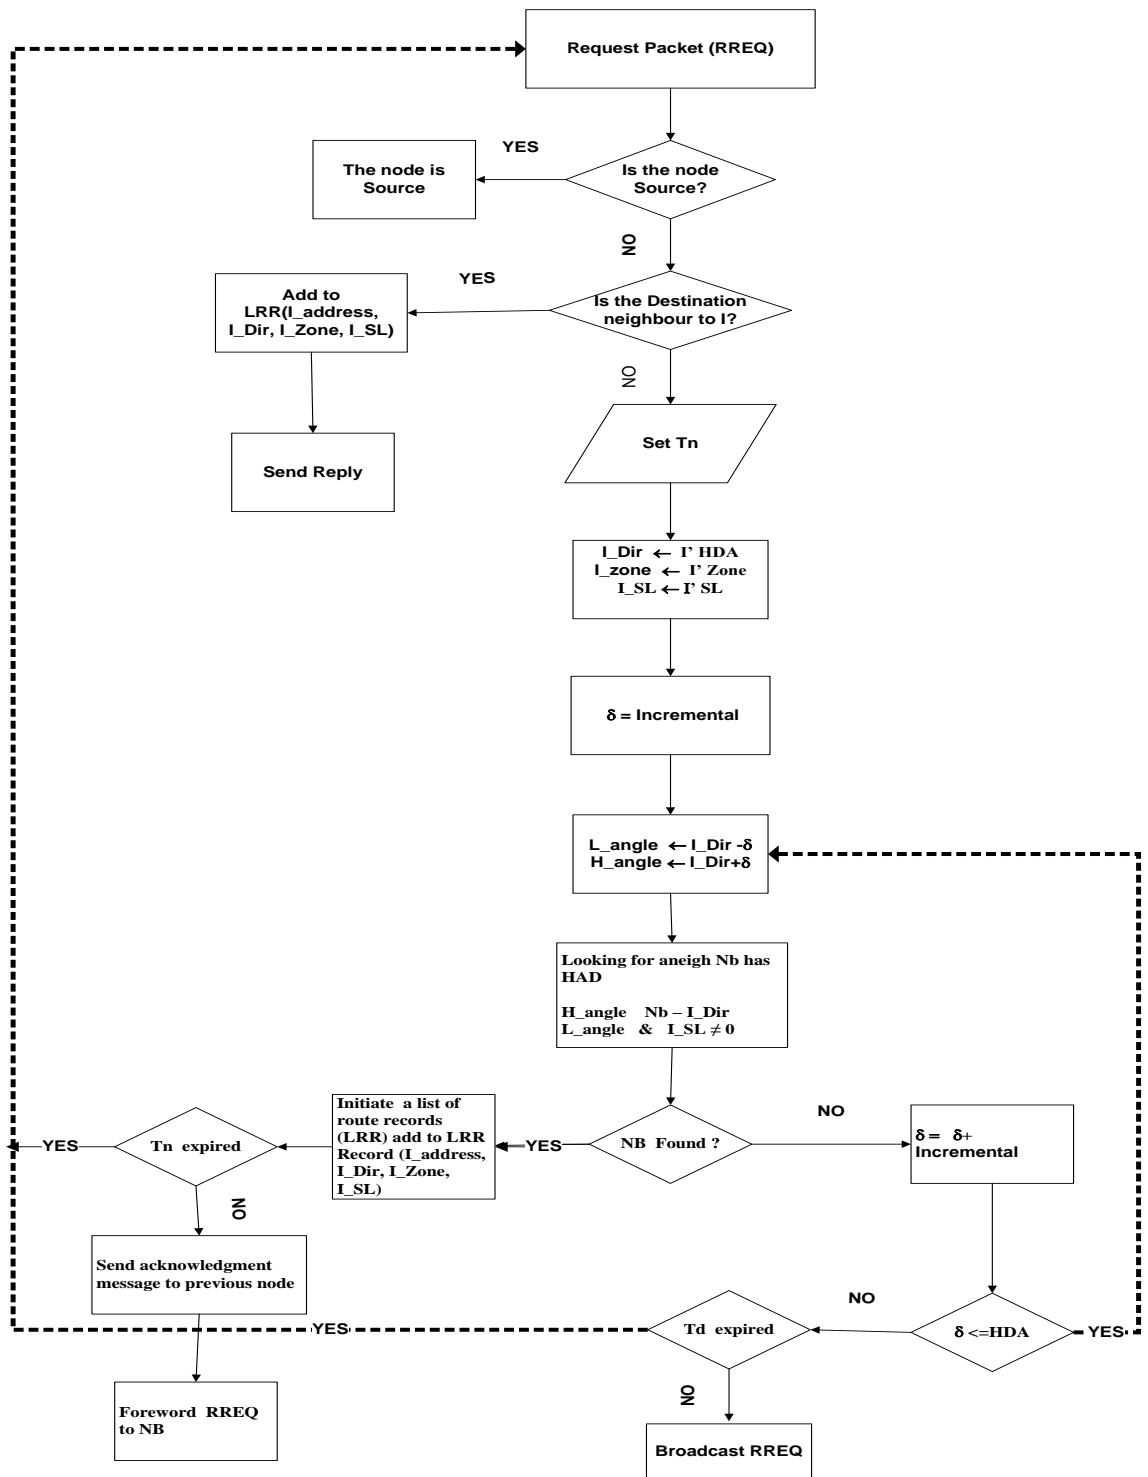 Request Packet (RREQ)
YES
The node is
Source
Is the node
Source?
NO
YES
Add to
LRR(I_address,
I_Dir, I_Zone, I_SL)
Is the Destination
neighbour to I?
NO
Send Reply
Set Tn
I_Dir ← I' HDA
I_zone ← I' Zone
I_SL ← I' SL
δ = Incremental
L_angle ← I_Dir -δ
H_angle ← I_Dir+δ
Looking for aneigh Nb has
HAD
H_angle Nb – I_Dir
L_angle & I_SL ≠ 0
YES
Tn expired
Initiate a list of
route records
(LRR) add to LRR
Record (I_address,
I_Dir, I_Zone,
I_SL)
YES
NB Found ?
NO
δ = δ+
Incremental
NO
Send acknowledgment
message to previous node
YES
Td expired
NO
δ <=HDA
YES
Foreword RREQ
to NB
NO
Broadcast RREQ